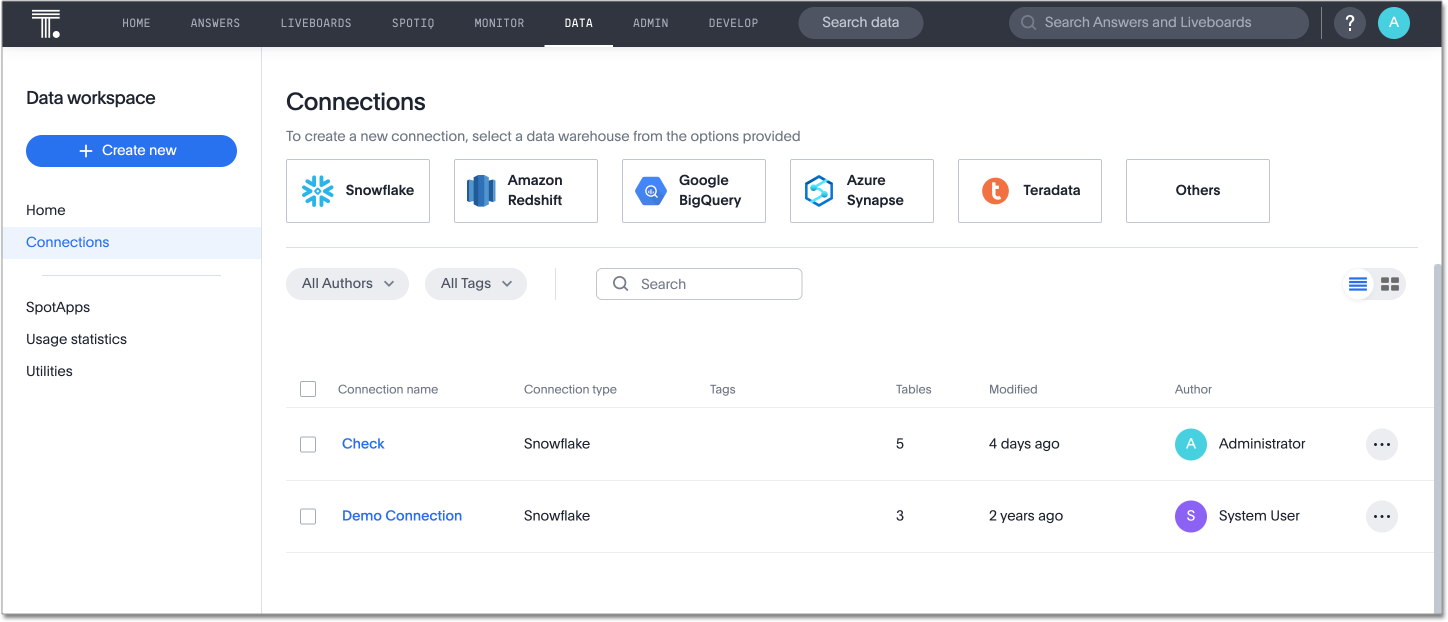 HOME ANSWERS LIVEBOARDS SPOTIQ MONITOR DATA ADMIN DEVELOP Search data Search Answers and Liveboards ? A
Data workspace
+ Create new
Home
Connections
SpotApps
Usage statistics
Utilities
Connections
To create a new connection, select a data warehouse from the options provided
Snowflake
Amazon
Redshift
Google
BigQuery
Azure
Synapse
t Teradata
Others
All Authors All Tags Search
Connection name Connection type Tags Tables Modified Author
Check Snowflake 5 4 days ago A Administrator ...
Demo Connection Snowflake 3 2 years ago S System User ...